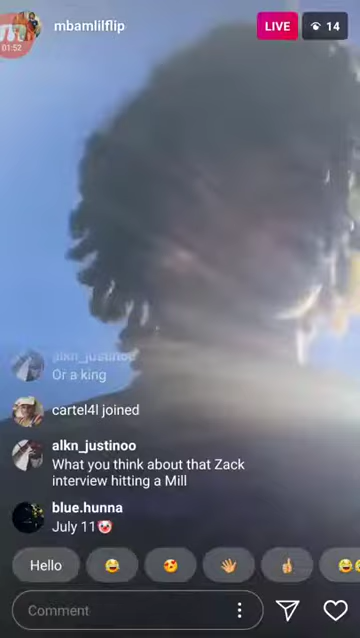 mbamlilflip
LIVE
14
01:52
alkn_justinoo
Or a king
cartel4l joined
alkn_justinoo
What you think about that Zack
interview hitting a Mill
blue.hunna
July 11🤡
Hello
Comment